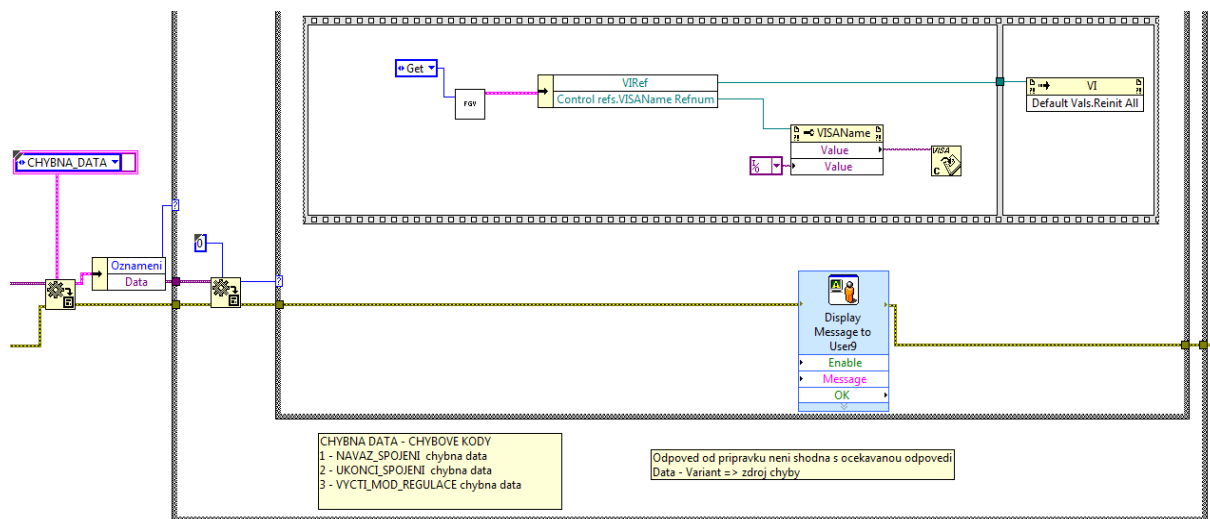 Get
FGV
VIRef
Control refs.VISAName Refnum
VI
Default Vals.Reinit All
VISAName
Value
Value
I/O
VISA
C
CHYBNA_DATA
Oznameni
Data
?
0
?
Display
Message to
User9
Enable
Message
OK
CHYBNA DATA - CHYBOVE KODY
1 - NAVAZ_SPOJENI chybna data
2 - UKONCI_SPOJENI chybna data
3 - VYCTI_MOD_REGULACE chybna data
Odpoved od pripravku neni shodna s ocekavanou odpovedi
Data - Variant => zdroj chyby